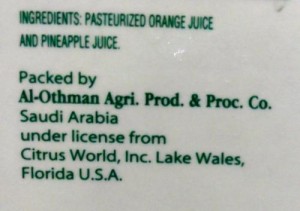 INGREDIENTS: PASTEURIZED ORANGE JUICE
AND PINEAPPLE JUICE.
Packed by
Al-Othman Agri. Prod. & Proc. Co.
Saudi Arabia
under license from
Citrus World, Inc. Lake Wales,
Florida U.S.A.